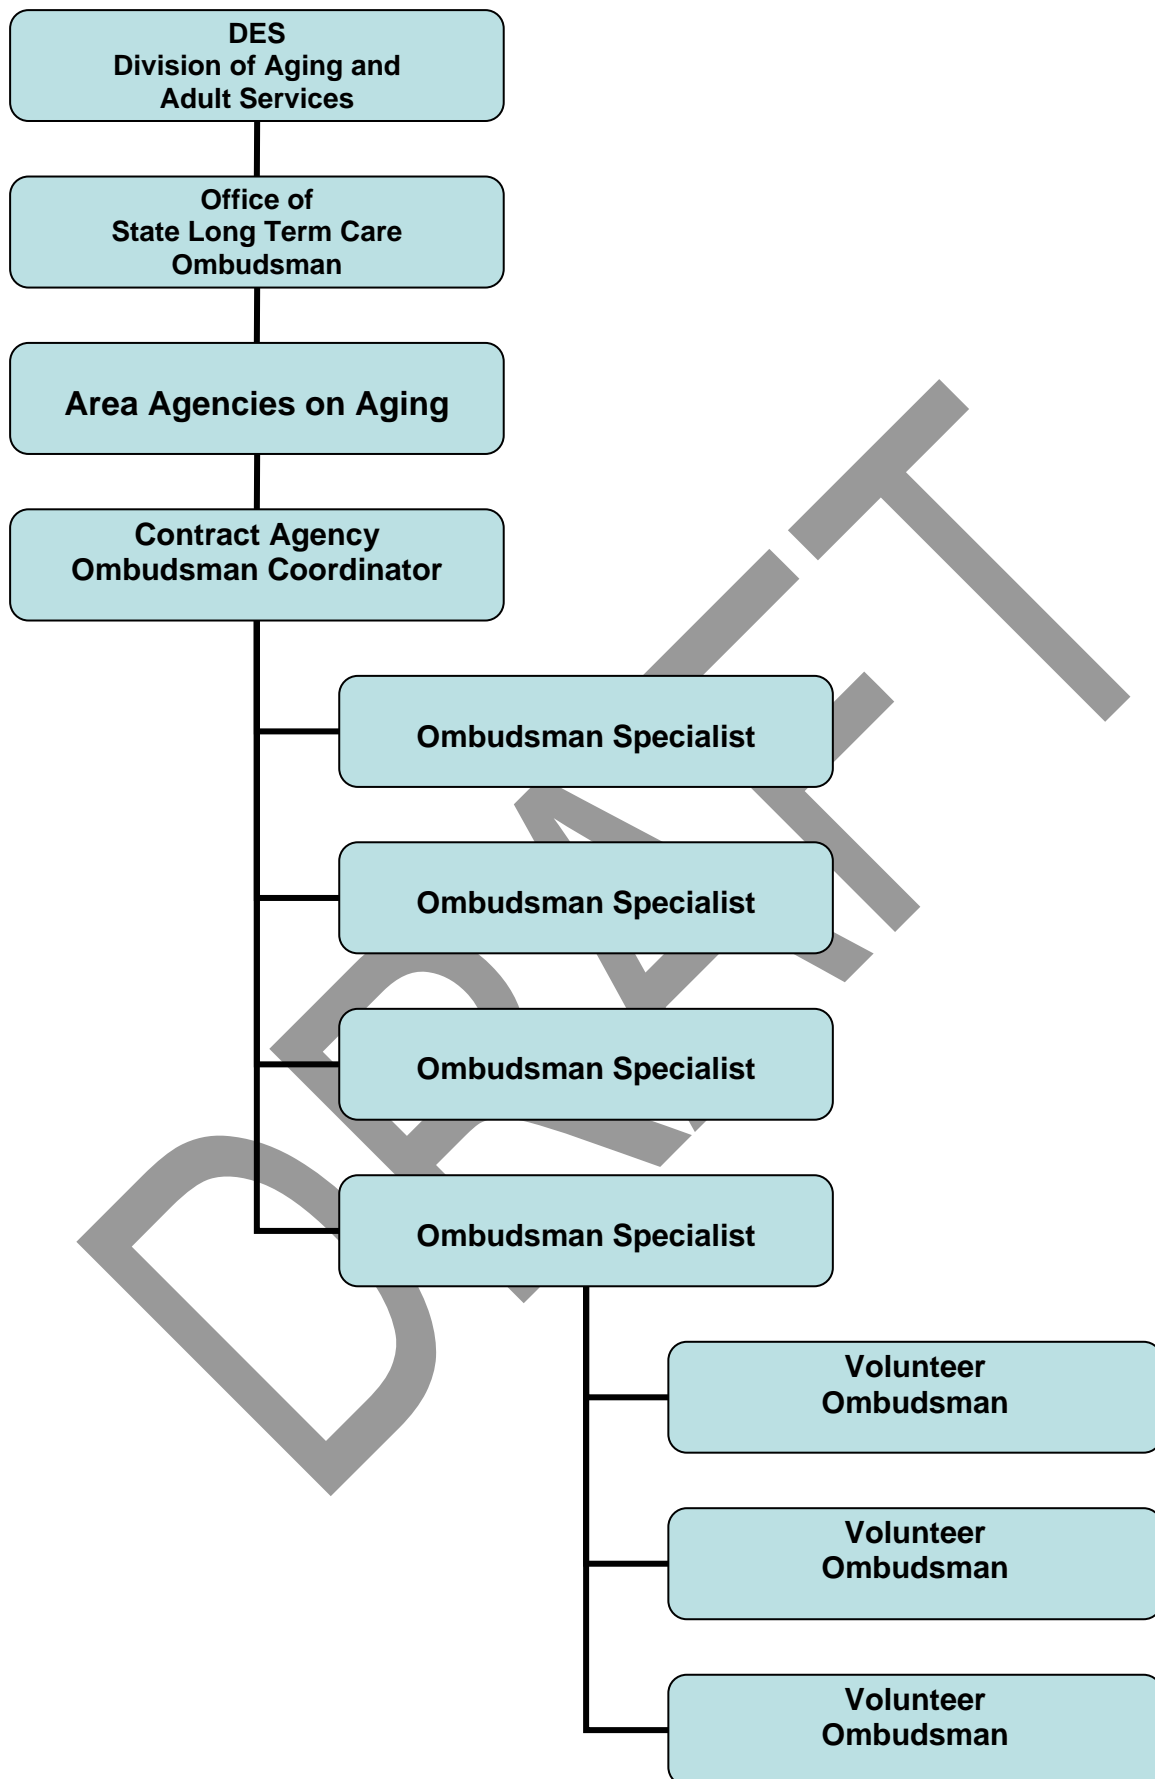 DES
Division of Aging and
Adult Services
Office of
State Long Term Care
Ombudsman
Area Agencies on Aging
Contract Agency
Ombudsman Coordinator
Ombudsman Specialist
Ombudsman Specialist
Ombudsman Specialist
Ombudsman Specialist
Volunteer
Ombudsman
Volunteer
Ombudsman
Volunteer
Ombudsman
DRAFT